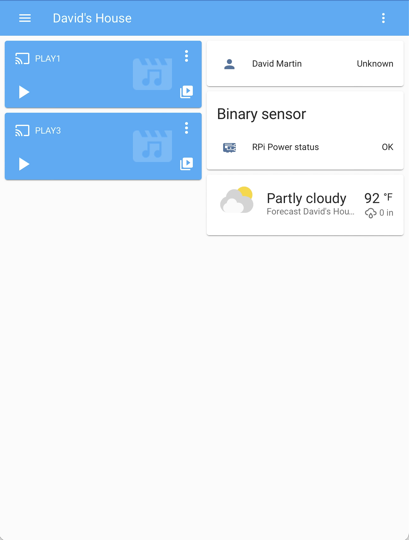 David's House
PLAY1
PLAY3
David Martin Unknown
Binary sensor
RPi Power status OK
Partly cloudy 92 °F
Forecast David's Hou... 0 in